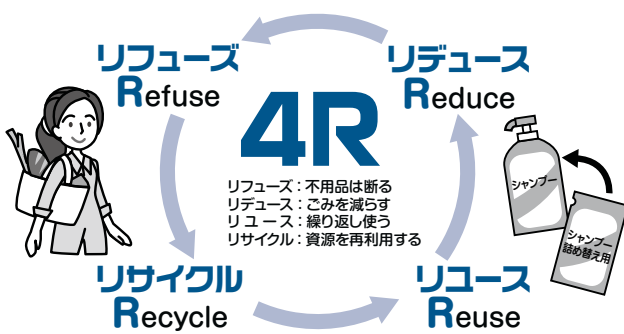 リフューズ
Refuse
リデュース
Reduce
4R
リフューズ：不用品は断る
リデュース：ごみを減らす
リユース：繰り返し使う
リサイクル：資源を再利用する
シャンプー
シャンプー
詰め替え用
リサイクル
Recycle
リユース
Reuse